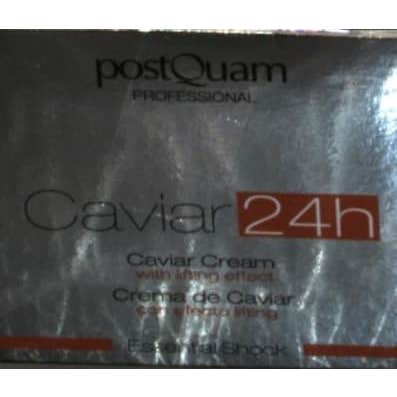 postQuam
PROFESSIONAL
Caviar 24h
Caviar Cream
with lifting effect
Crema de Caviar
con efecto lifting
Essential Shock